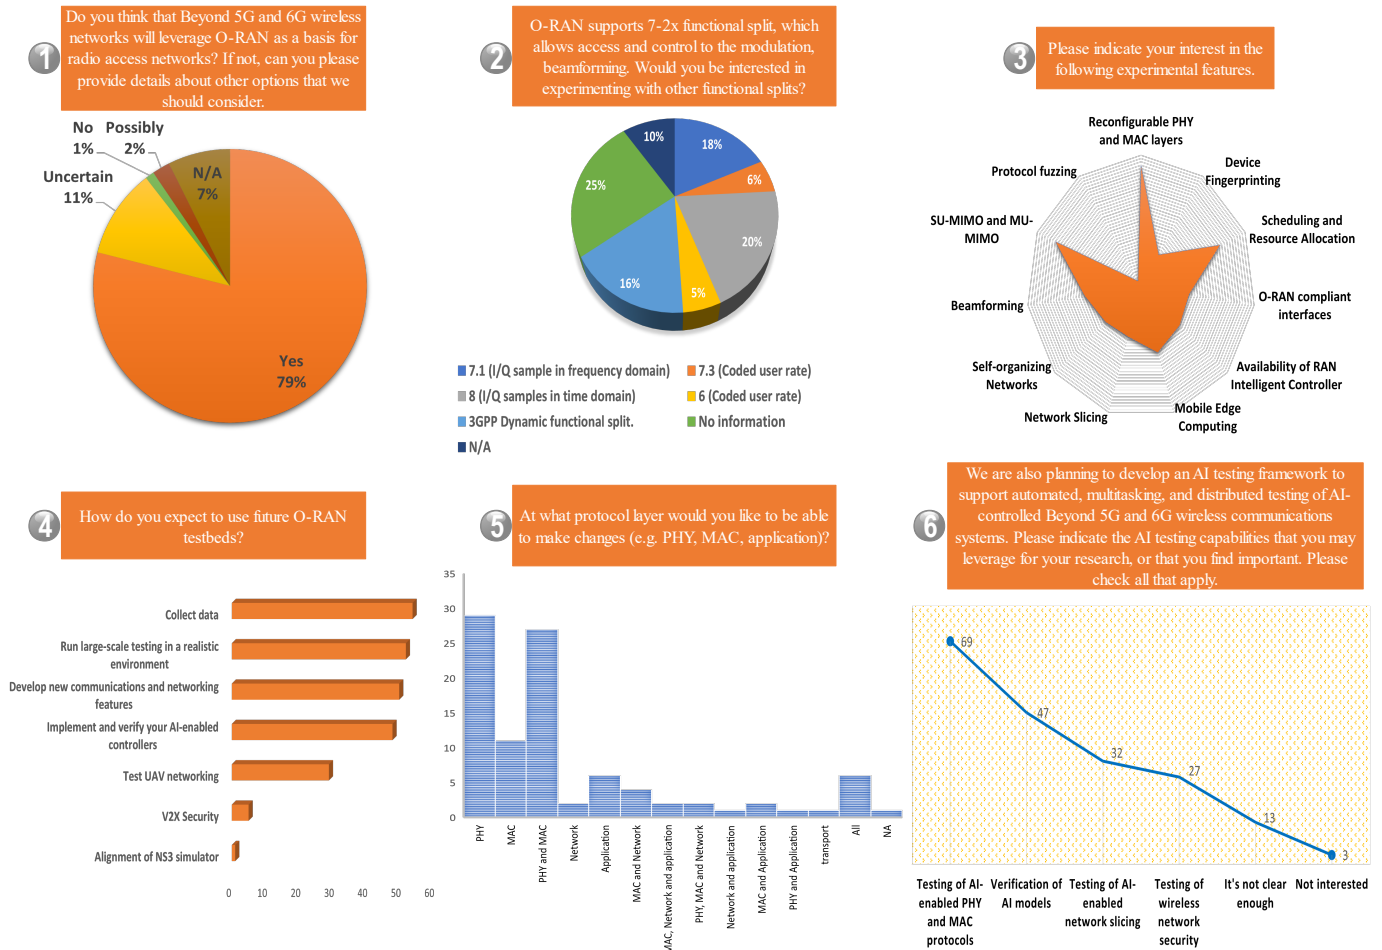 1
Do you think that Beyond 5G and 6G wireless
networks will leverage O-RAN as a basis for
radio access networks? If not, can you please
provide details about other options that we
should consider.
No
1%
Possibly
2%
Uncertain
11%
N/A
7%
Yes
79%
2
O-RAN supports 7-2x functional split, which
allows access and control to the modulation,
beamforming. Would you be interested in
experimenting with other functional splits?
10%
18%
6%
25%
20%
16%
5%
7.1 (I/Q sample in frequency domain)
7.3 (Coded user rate)
8 (I/Q samples in time domain)
6 (Coded user rate)
3GPP Dynamic functional split.
No information
N/A
3
Please indicate your interest in the
following experimental features.
Reconfigurable PHY
and MAC layers
Device
Fingerprinting
Scheduling and
Resource Allocation
O-RAN compliant
interfaces
Availability of RAN
Intelligent Controller
Mobile Edge
Computing
Network Slicing
Self-organizing
Networks
Beamforming
SU-MIMO and MU-
MIMO
Protocol fuzzing
4
How do you expect to use future O-RAN
testbeds?
Collect data
Run large-scale testing in a realistic
environment
Develop new communications and networking
features
Implement and verify your AI-enabled
controllers
Test UAV networking
V2X Security
Alignment of NS3 simulator
0 10 20 30 40 50 60
5
At what protocol layer would you like to be able
to make changes (e.g. PHY, MAC, application)?
35
30
25
20
15
10
5
0
PHY
MAC
PHY and MAC
Network
Application
MAC and Network
MAC, Network and application
PHY, MAC and Network
Network and application
MAC and Application
PHY and Application
transport
All
NA
6
We are also planning to develop an AI testing framework to
support automated, multitasking, and distributed testing of AI-
controlled Beyond 5G and 6G wireless communications
systems. Please indicate the AI testing capabilities that you may
leverage for your research, or that you find important. Please
check all that apply.
69
47
32
27
13
3
Testing of AI-
enabled PHY
and MAC
protocols
Verification of
AI models
Testing of AI-
enabled
network slicing
Testing of
wireless
network
security
It's not clear
enough
Not interested